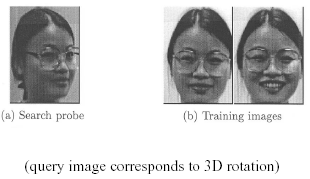 (a) Search probe
(b) Training images
(query image corresponds to 3D rotation)